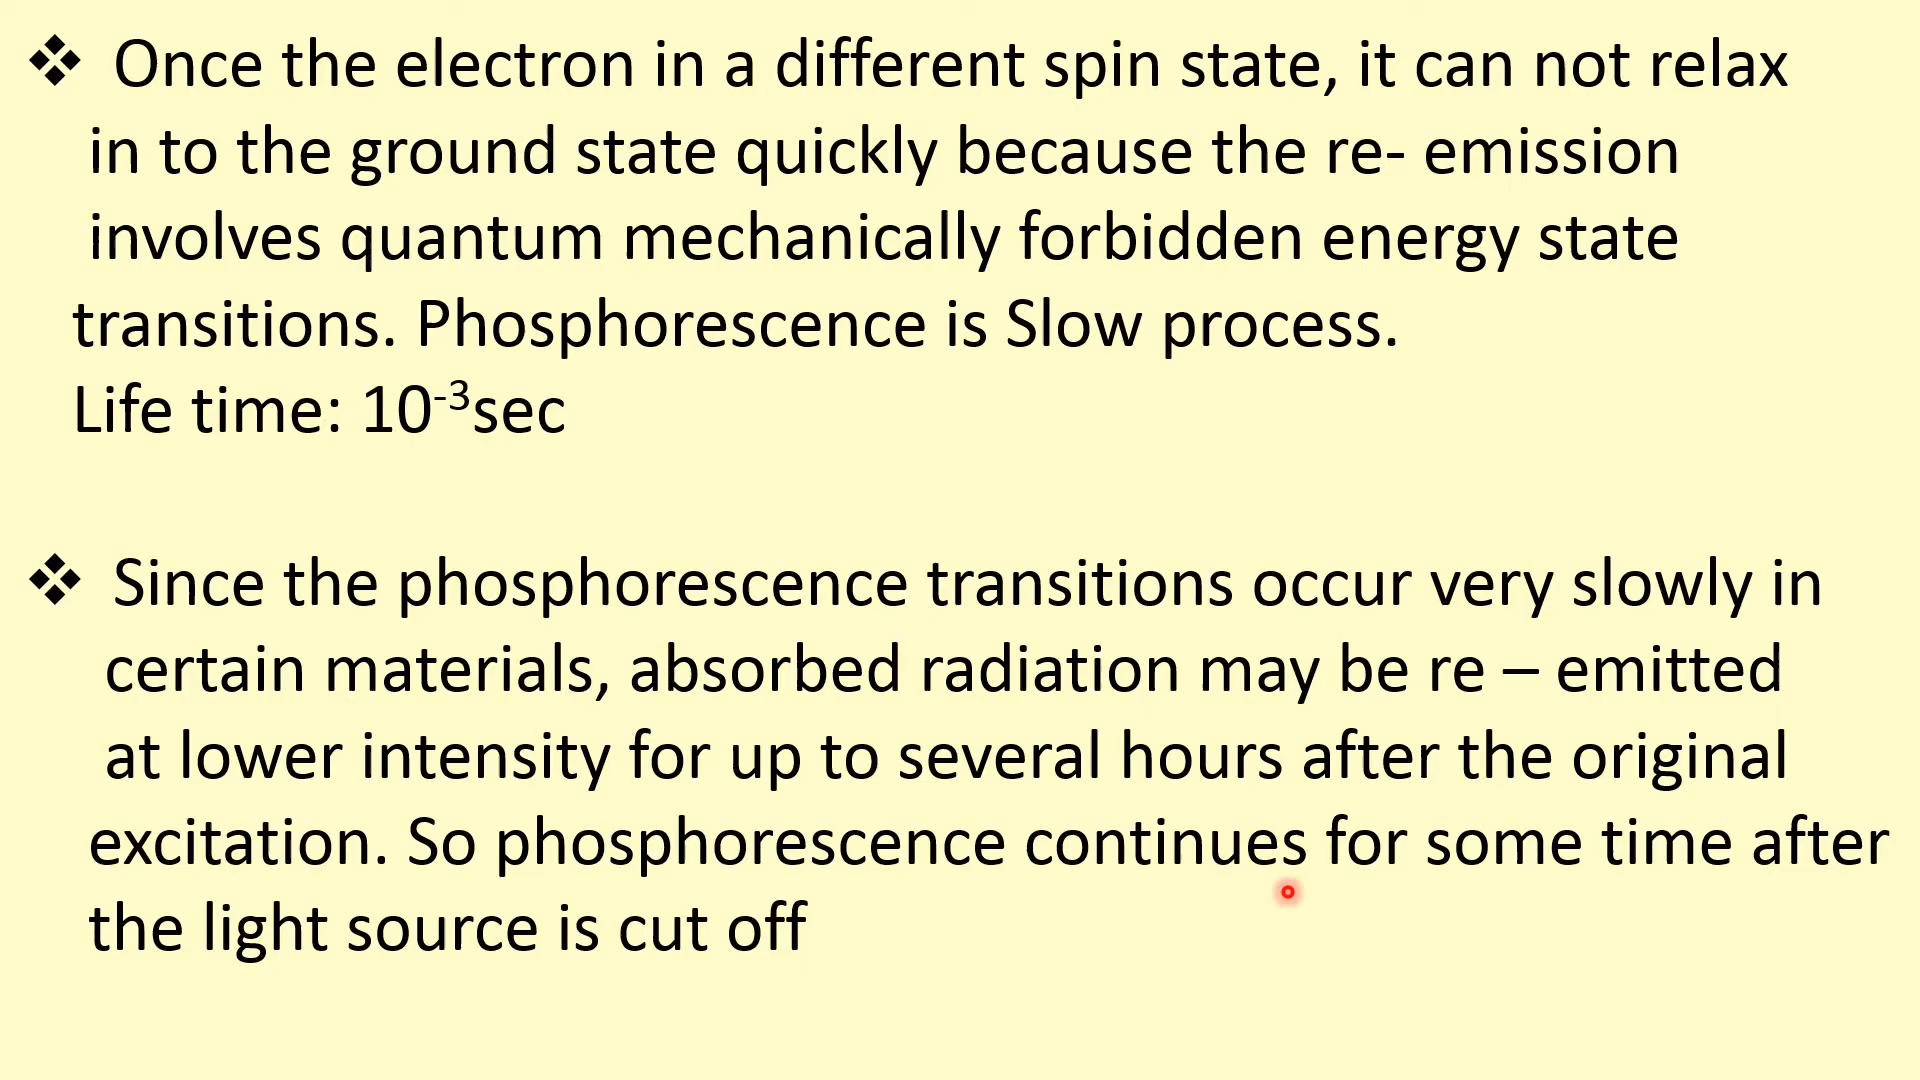 ❖ Once the electron in a different spin state, it can not relax
in to the ground state quickly because the re- emission
involves quantum mechanically forbidden energy state
transitions. Phosphorescence is Slow process.
Life time: 10⁻³sec
❖ Since the phosphorescence transitions occur very slowly in
certain materials, absorbed radiation may be re – emitted
at lower intensity for up to several hours after the original
excitation. So phosphorescence continues for some time after
the light source is cut off